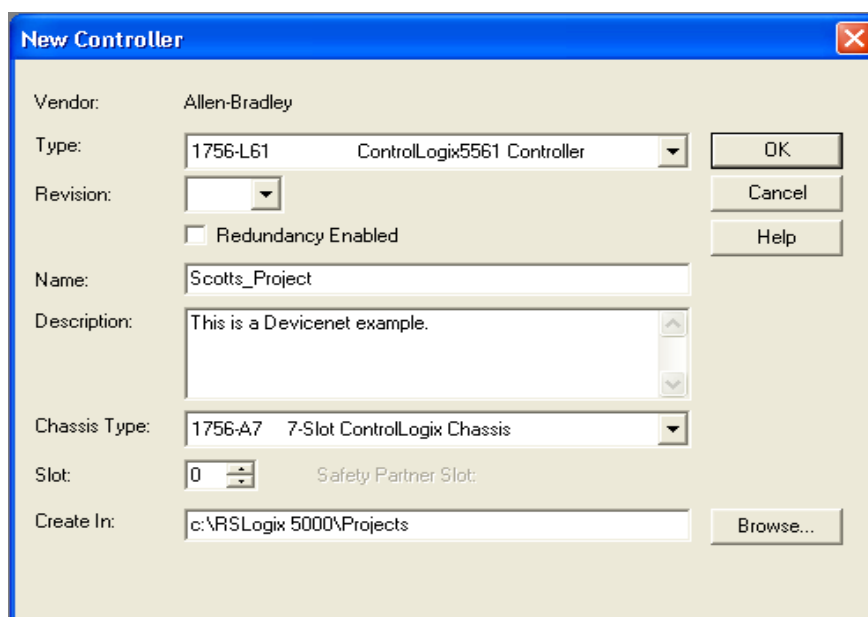 New Controller
Vendor: Allen-Bradley
Type: 1756-L61 ControlLogix5561 Controller OK
Revision: Cancel
Redundancy Enabled Help
Name: Scotts_Project
Description: This is a Devicenet example.
Chassis Type: 1756-A7 7-Slot ControlLogix Chassis
Slot: 0 Safety Partner Slot:
Create In: c:\RSLogix 5000\Projects Browse...